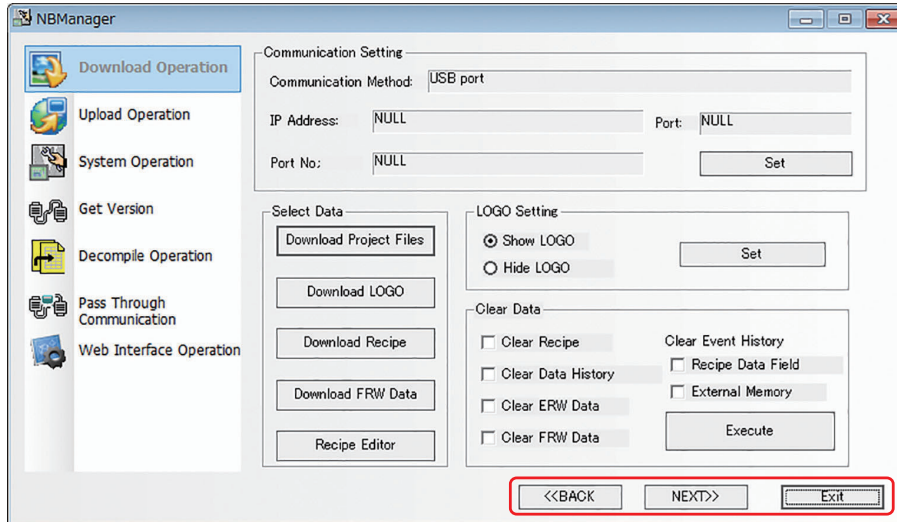 NBManager
Download Operation
Upload Operation
System Operation
Get Version
Decompile Operation
Pass Through
Communication
Web Interface Operation
Communication Setting
Communication Method: USB port
IP Address: NULL Port: NULL
Port No: NULL Set
Select Data
Download Project Files
Download LOGO
Download Recipe
Download FRW Data
Recipe Editor
LOGO Setting
Show LOGO
Hide LOGO
Set
Clear Data
Clear Recipe
Clear Data History
Clear ERW Data
Clear FRW Data
Clear Event History
Recipe Data Field
External Memory
Execute
<<BACK NEXT>> Exit